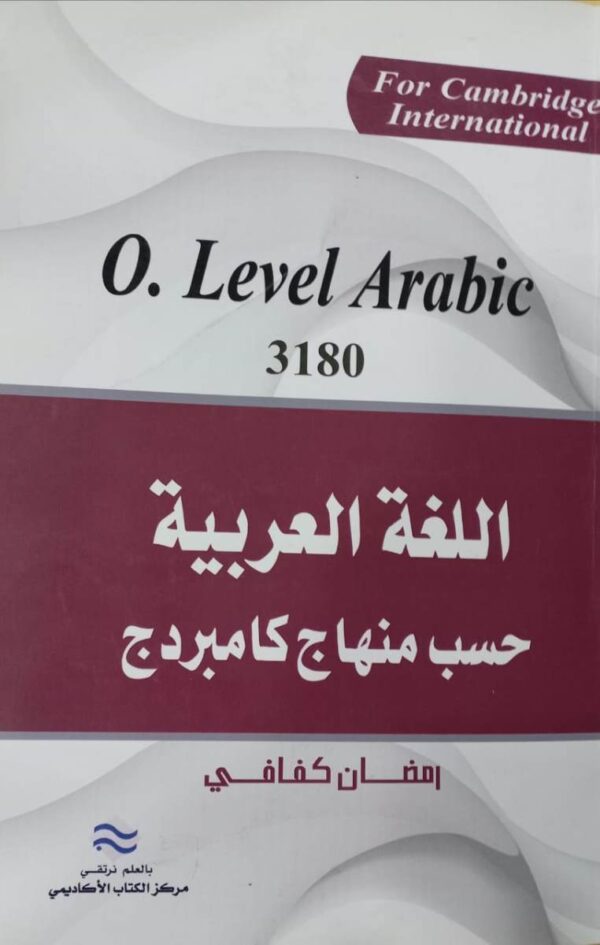 For Cambridge
International
O. Level Arabic
3180
اللغة العربية
حسب منهاج كامبردج
رمضان كفافي
بالعلم نرتقي
مركز الكتاب الأكاديمي